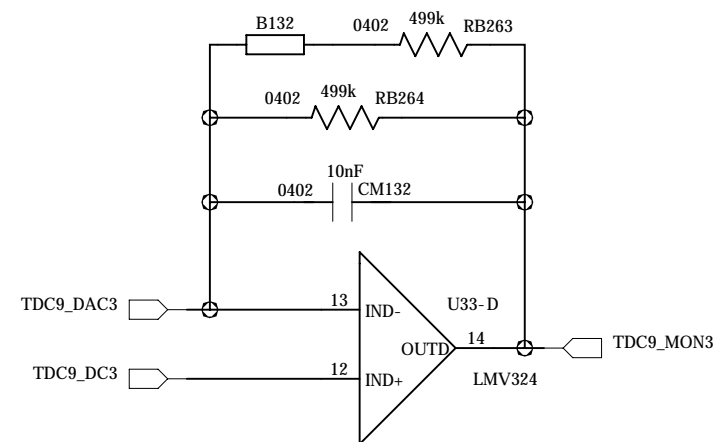 B132
0402 499k RB263
0402 499k RB264
10nF
0402 CM132
TDC9_DAC3 13 IND- U33-D
OUTD 14 TDC9_MON3
TDC9_DC3 12 IND+ LMV324